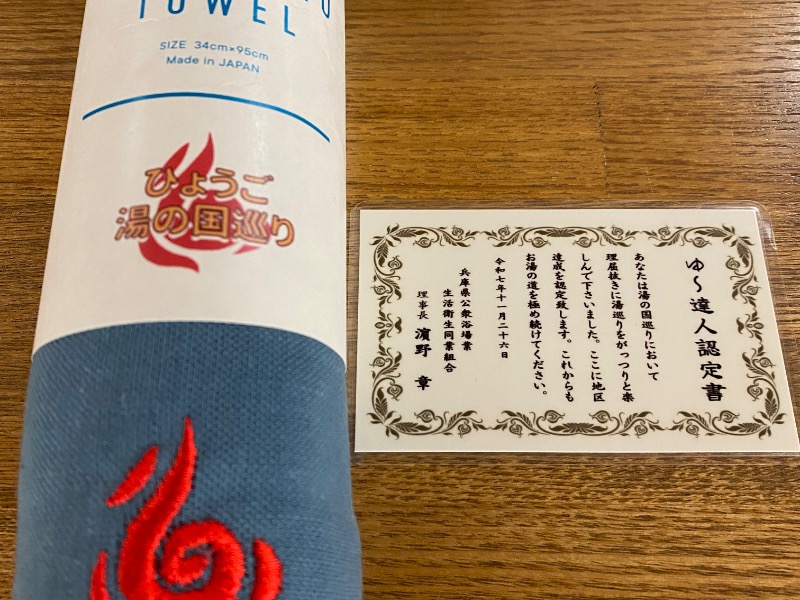 TOWEL
SIZE 34cm×95cm
Made in JAPAN
ひょうご
湯の国巡り
ゆ〜達人認定書
あなたは湯の国巡りにおいて
理屈抜きに湯巡りをがっつりと楽
しんで下さいました。ここに地区
達成を認定致します。これからも
お湯の道を極め続けてください。
令和七年十一月二十六日
兵庫県公衆浴場業
生活衛生同業組合
理事長 濱野 章